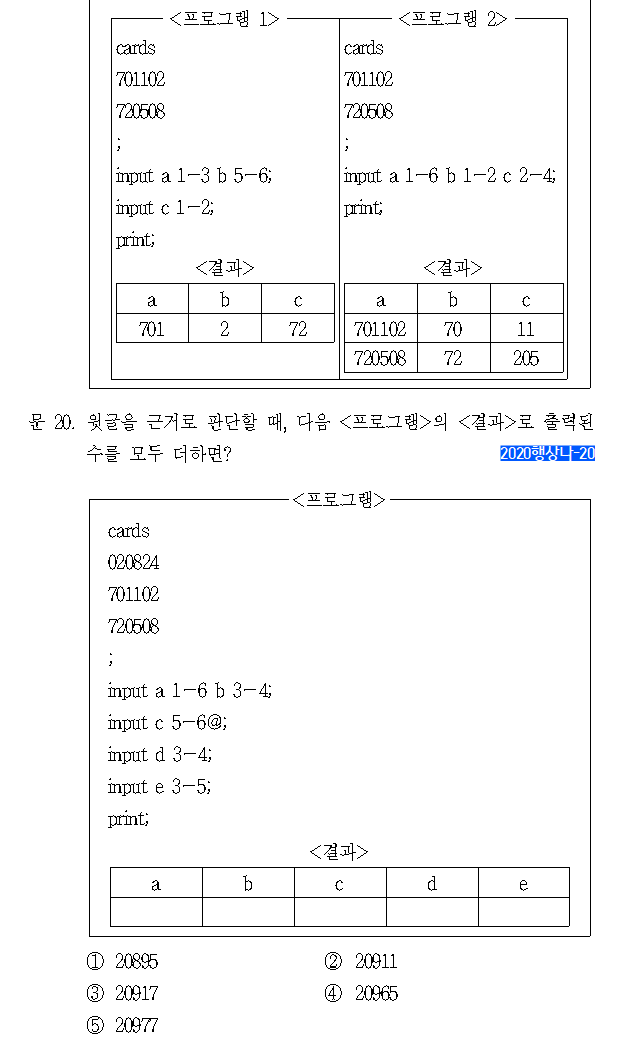 <프로그램 1> <프로그램 2>
cards cards
701102 701102
720508 720508
; ;
input a 1-3 b 5-6; input a 1-6 b 1-2 c 2-4;
input c 1-2; print;
print;
<결과> <결과>
a b c a b c
701 2 72 701102 70 11
720508 72 205
문 20. 윗글을 근거로 판단할 때, 다음 <프로그램>의 <결과>로 출력된
수를 모두 더하면? 2020행상나-20
<프로그램>
cards
020824
701102
720508
;
input a 1-6 b 3-4;
input c 5-6@;
input d 3-4;
input e 3-5;
print;
<결과>
a b c d e
① 20895 ② 20911
③ 20917 ④ 20965
⑤ 20977